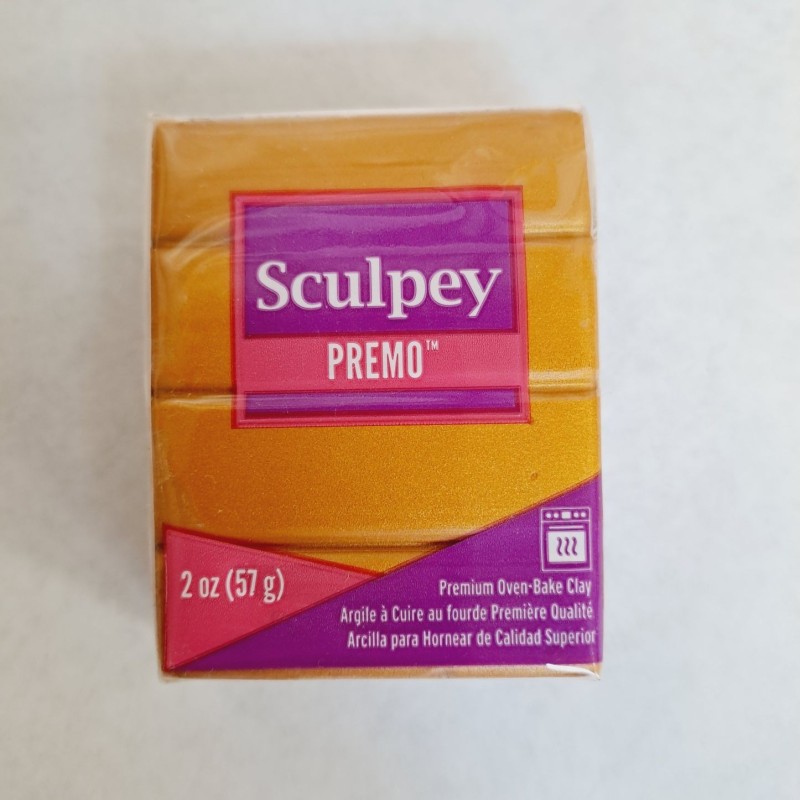 Sculpey
PREMO™
2 oz (57 g)
Premium Oven-Bake Clay
Argile à Cuire au fourde Première Qualité
Arcilla para Hornear de Calidad Superior